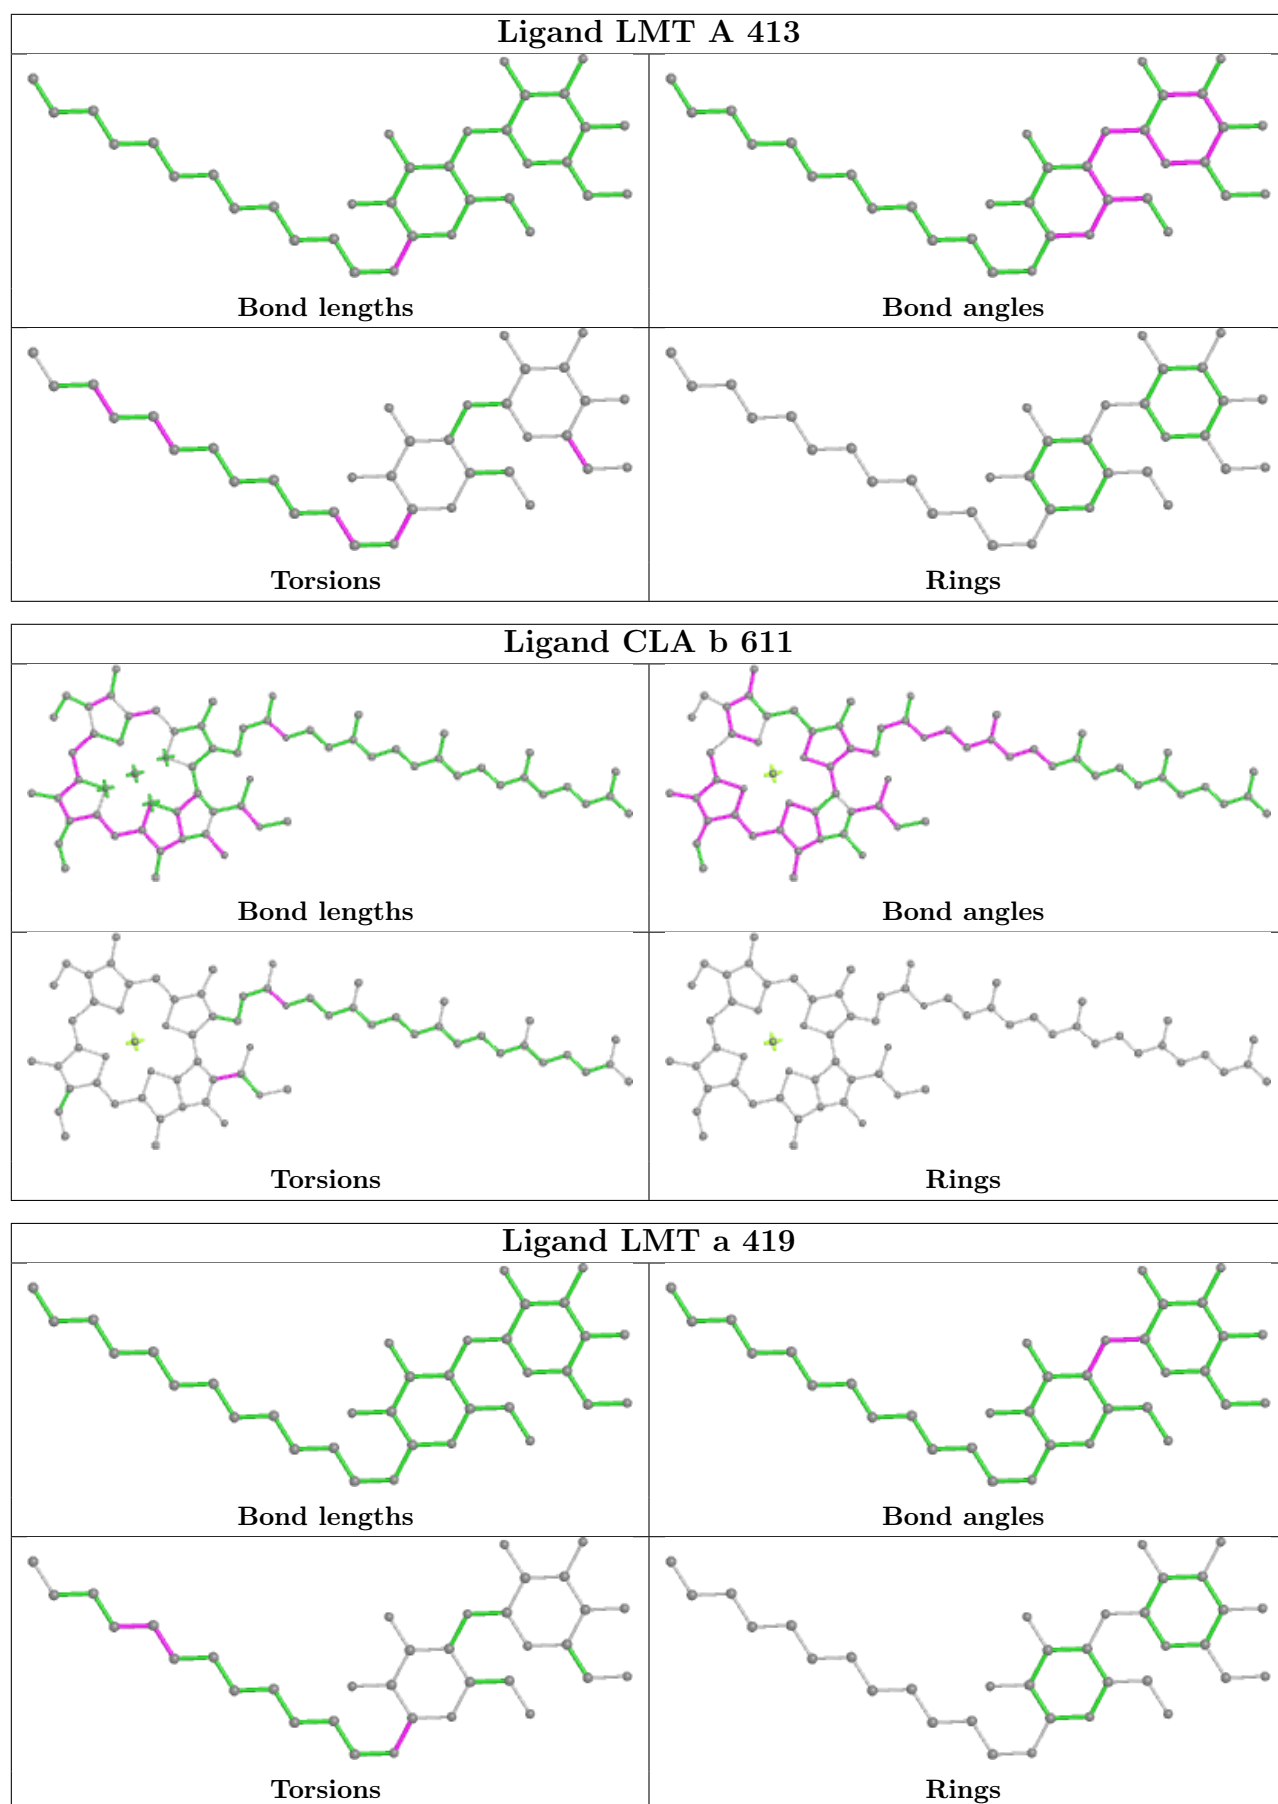 Ligand LMT A 413
Bond lengths
Bond angles
Torsions
Rings
Ligand CLA b 611
Bond lengths
Bond angles
Torsions
Rings
Ligand LMT a 419
Bond lengths
Bond angles
Torsions
Rings